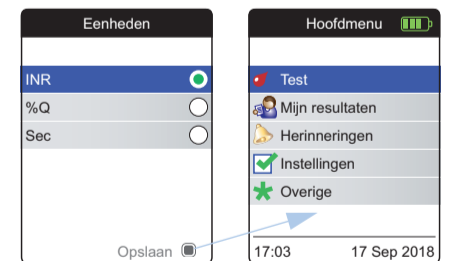 Eenheden
INR
%Q
Sec
Opslaan
Hoofdmenu
Test
Mijn resultaten
Herinneringen
Instellingen
Overige
17:03 17 Sep 2018